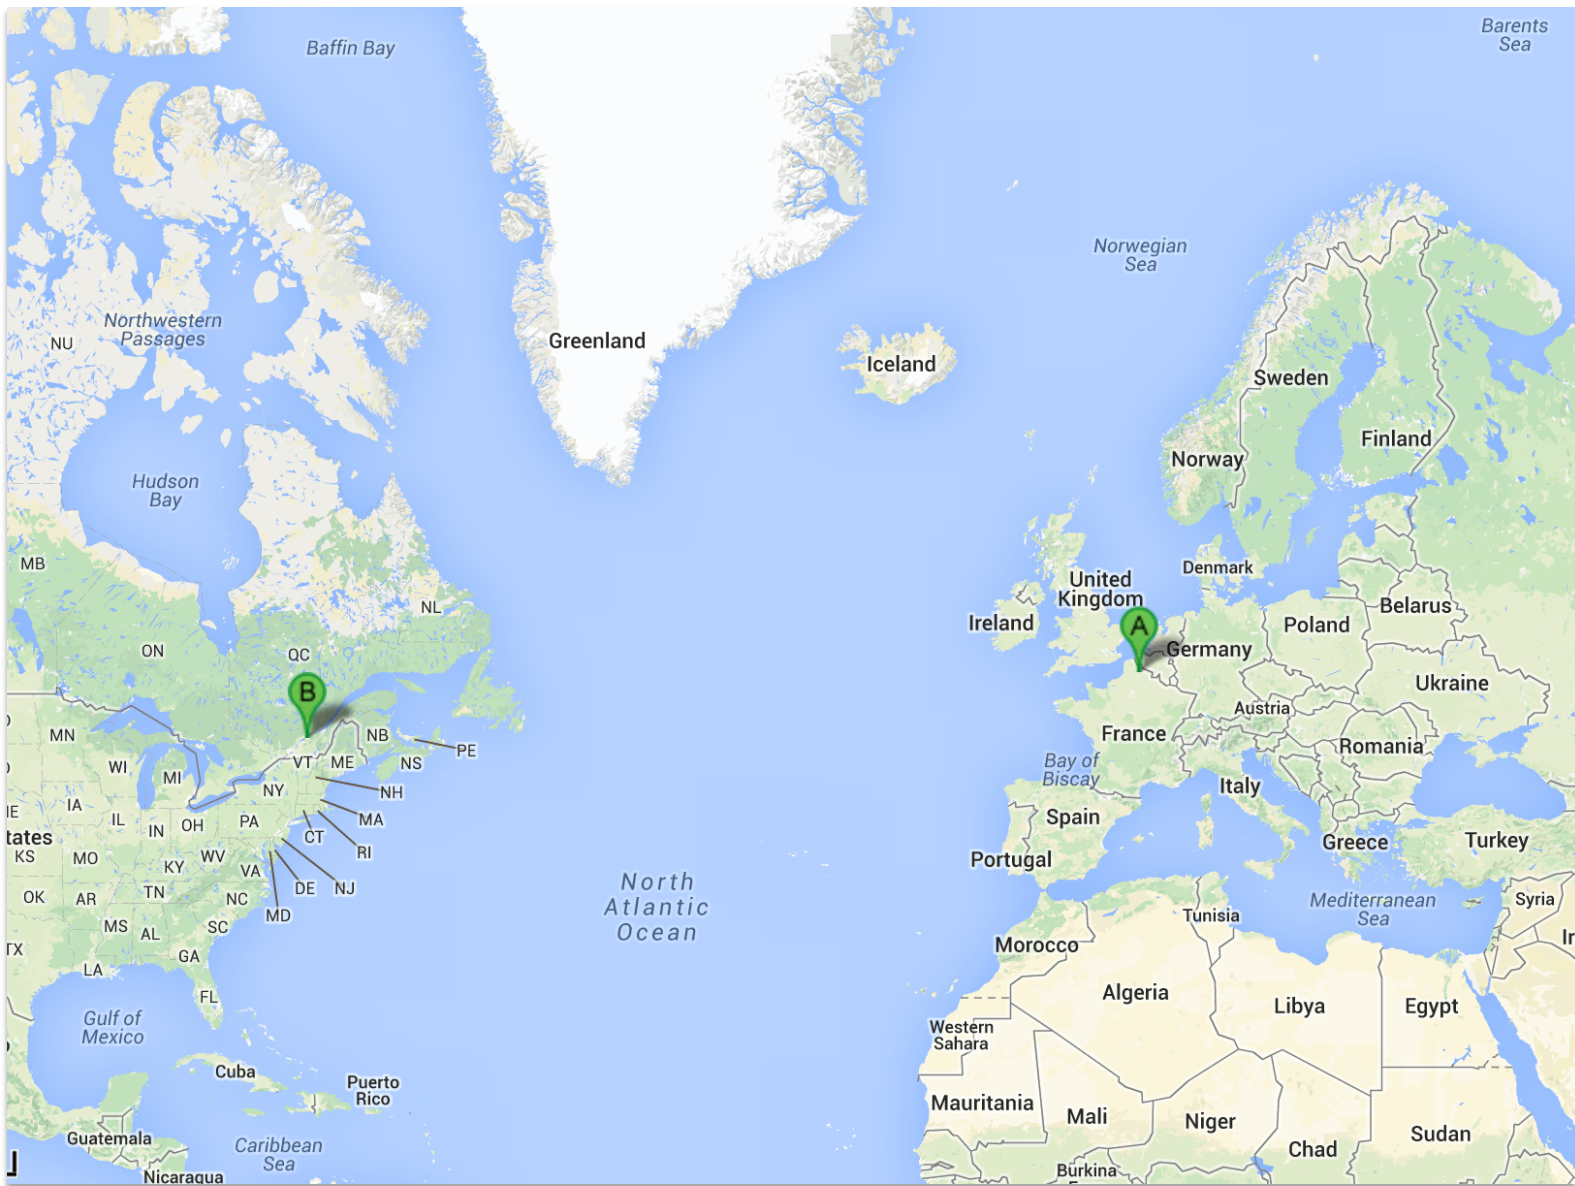 Baffin Bay
Barents
Sea
Norwegian
Sea
Northwestern
Passages
NU
Greenland
Iceland
Sweden
Finland
Norway
Hudson
Bay
MB
Denmark
United
Kingdom
NL
Belarus
Ireland
A
Poland
ON
QC
Germany
Ukraine
B
Austria
MN
NB
PE
France
Romania
WI
MI
VT
ME
NS
Bay of
Biscay
NY
NH
Italy
IA
IL
IN
OH
PA
MA
Spain
tates
CT
Greece
Turkey
KS
MO
KY
WV
VA
RI
Portugal
North
Atlantic
Ocean
OK
AR
TN
NC
DE
NJ
MD
Mediterranean
Sea
Syria
Tunisia
MS
AL
SC
TX
GA
LA
Morocco
Ir
FL
Algeria
Libya
Egypt
Gulf of
Mexico
Western
Sahara
Cuba
Puerto
Rico
Mauritania
Mali
Niger
Guatemala
Caribbean
Sea
Chad
Sudan
Nicaragua
Burkina